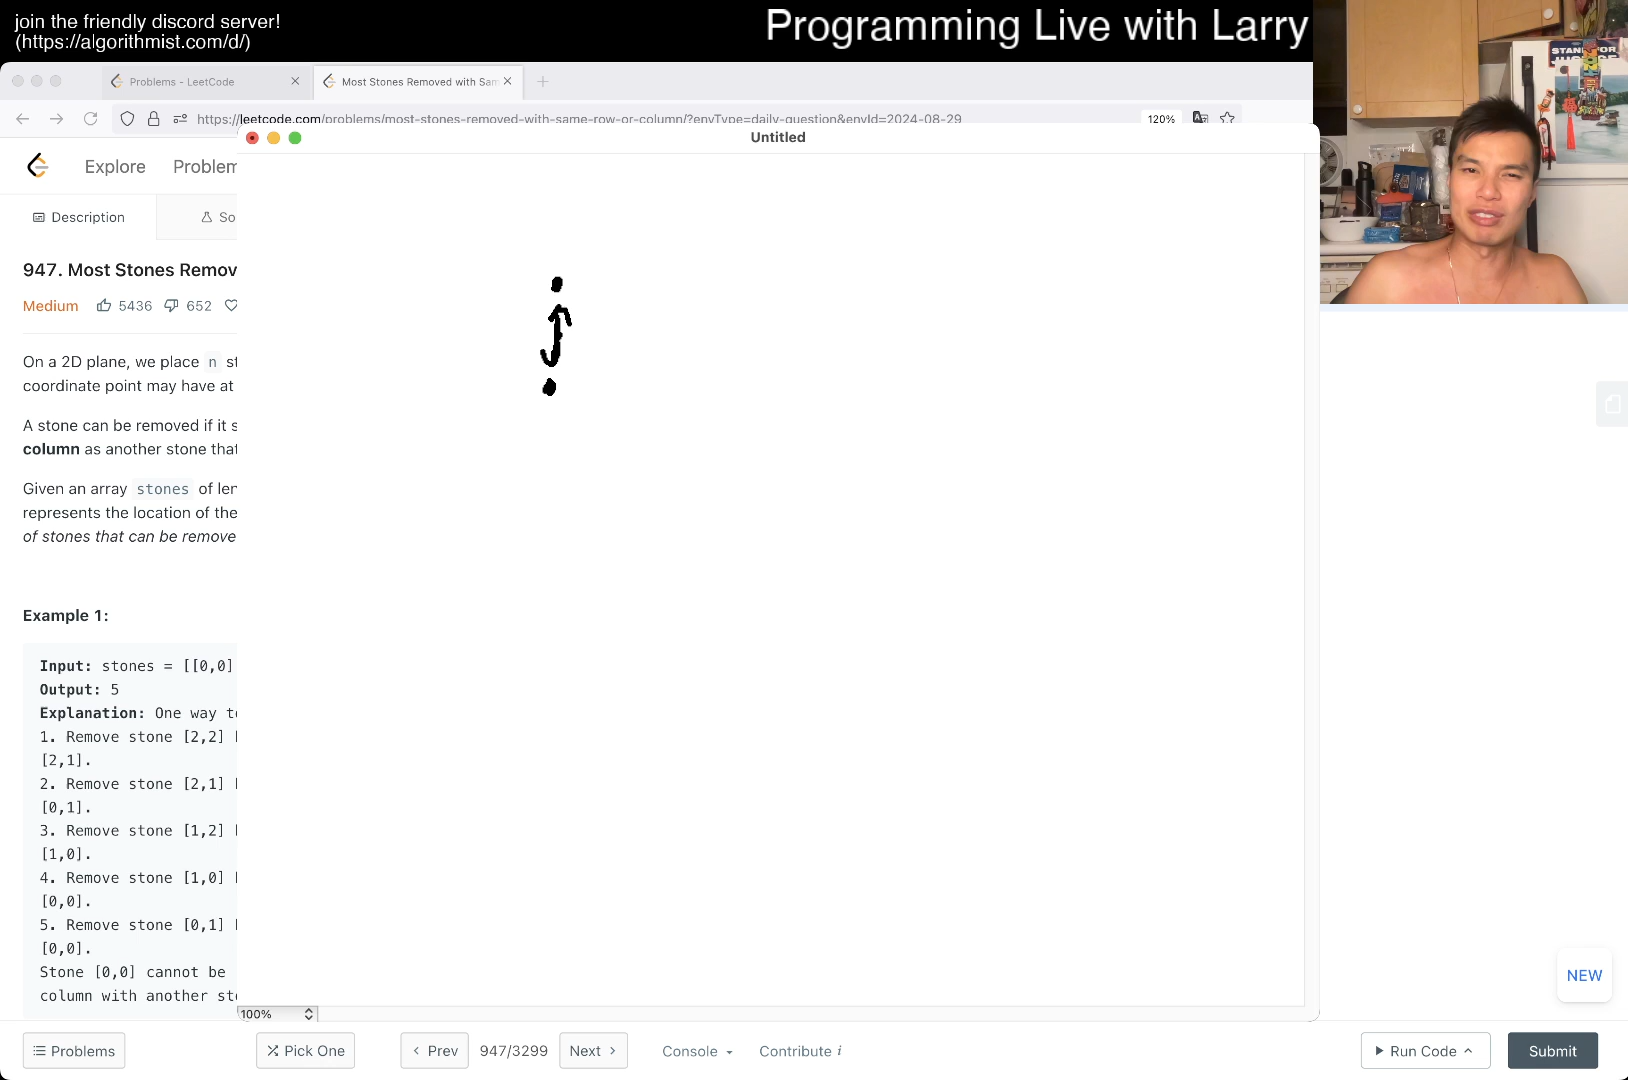 join the friendly discord server!
(https://algorithmist.com/d/)
Programming Live with Larry
Problems - LeetCode
Most Stones Removed with Sam
https://leetcode.com/problems/most-stones-removed-with-same-row-or-column/?envType=daily-question&envId=2024-08-29
120%
Untitled
Explore
Problem
Description
So
947. Most Stones Remov
Medium
5436
652
On a 2D plane, we place n st
coordinate point may have at
A stone can be removed if it s
column as another stone that
Given an array stones of len
represents the location of the
of stones that can be remove
Example 1:
Input: stones = [[0,0]
Output: 5
Explanation: One way to
1. Remove stone [2,2]
[2,1].
2. Remove stone [2,1]
[0,1].
3. Remove stone [1,2]
[1,0].
4. Remove stone [1,0]
[0,0].
5. Remove stone [0,1]
[0,0].
Stone [0,0] cannot be
column with another sto
100%
NEW
Problems
Pick One
Prev
947/3299
Next
Console
Contribute i
Run Code
Submit